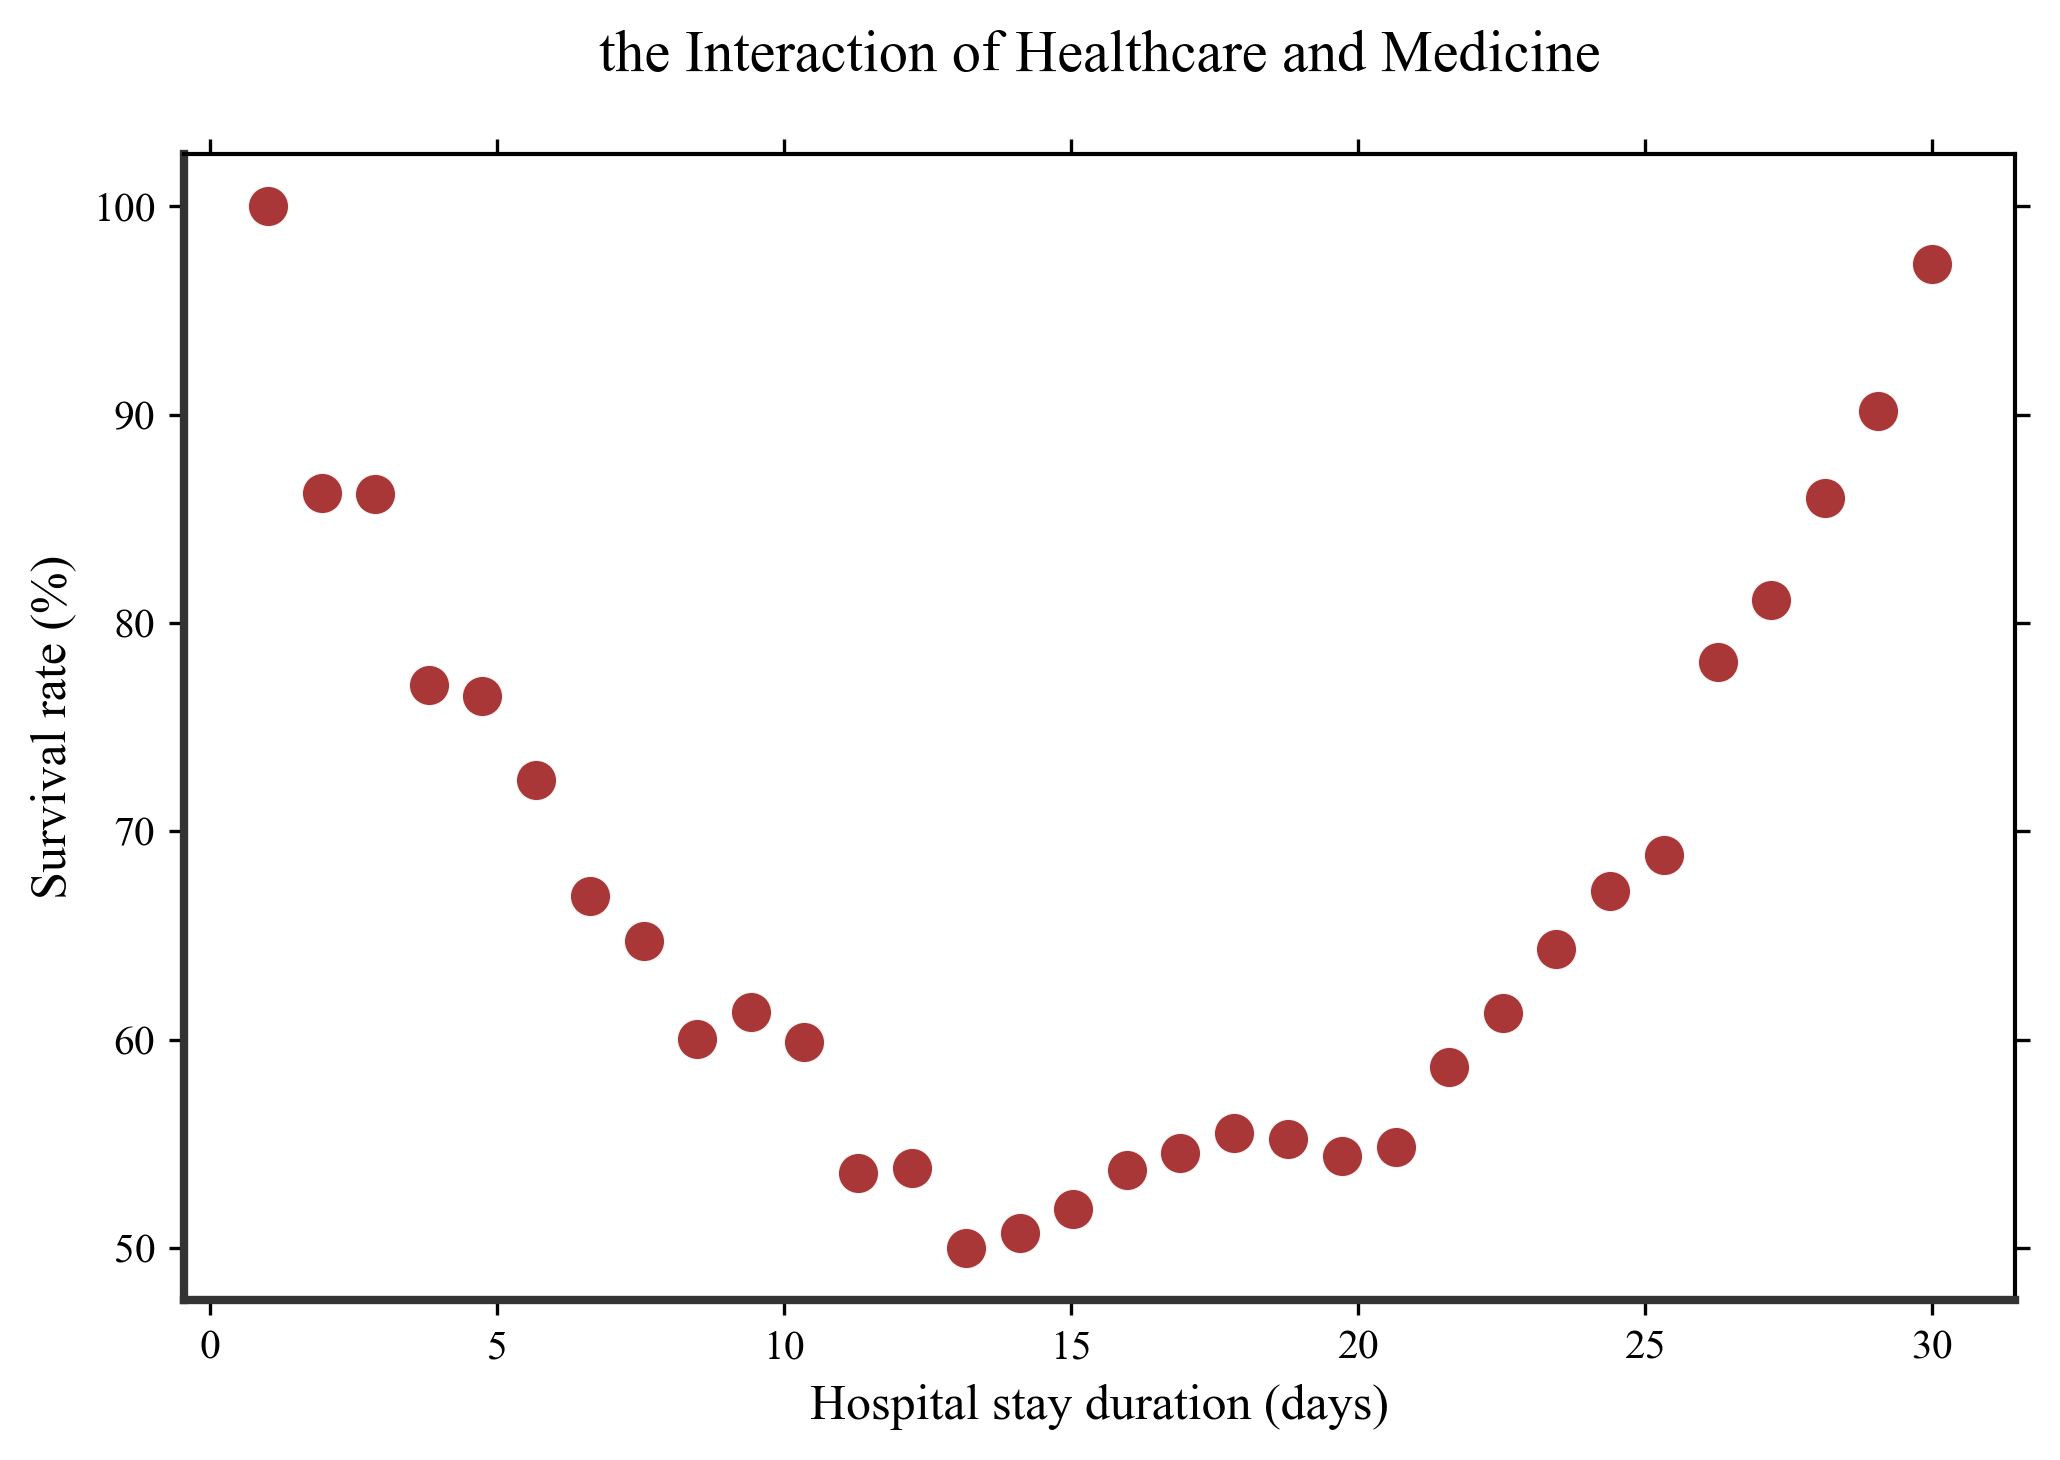 the Interaction of Healthcare and Medicine
100
90
80
70
60
50
Survival rate (%)
0 5 10 15 20 25 30
Hospital stay duration (days)